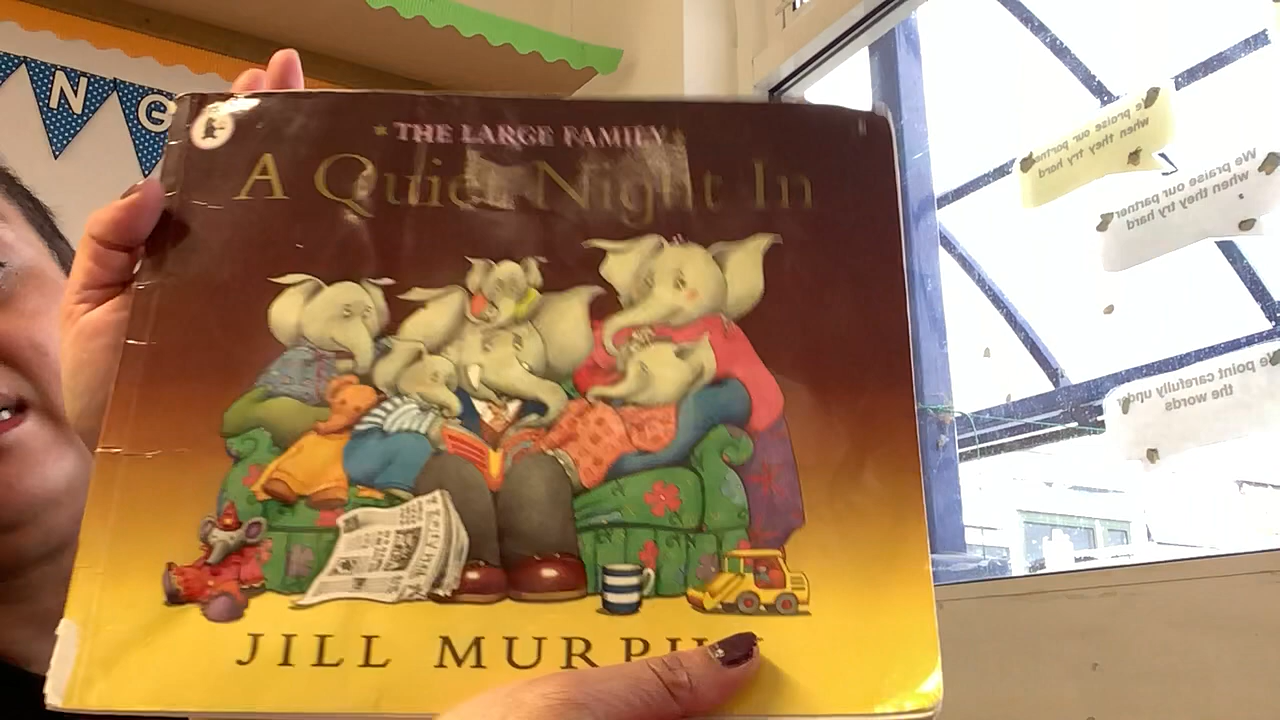 N G
THE LARGE FAMILY
A Quiet Night In
JILL MURPHY
We praise our partner
when they try
hard
We praise our partner
when they try hard
We point carefully under
the words